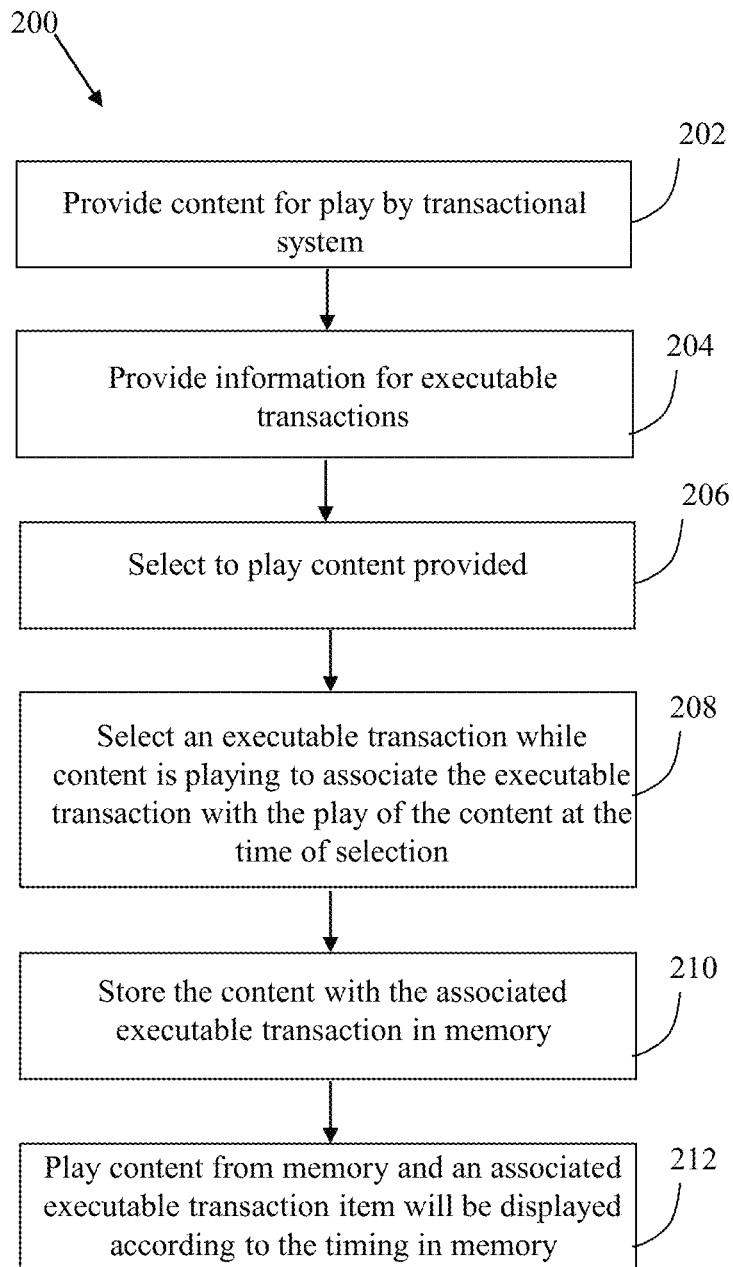 200
202
Provide content for play by transactional
system
204
Provide information for executable
transactions
206
Select to play content provided
208
Select an executable transaction while
content is playing to associate the executable
transaction with the play of the content at the
time of selection
210
Store the content with the associated
executable transaction in memory
212
Play content from memory and an associated
executable transaction item will be displayed
according to the timing in memory